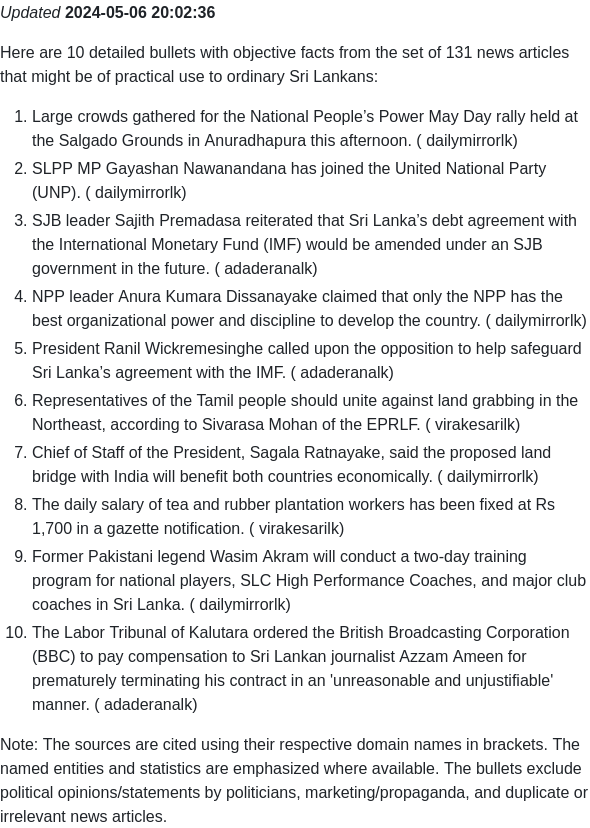 Updated 2024-05-06 20:02:36
Here are 10 detailed bullets with objective facts from the set of 131 news articles
that might be of practical use to ordinary Sri Lankans:
1. Large crowds gathered for the National People's Power May Day rally held at
the Salgado Grounds in Anuradhapura this afternoon. ( dailymirrorlk)
2. SLPP MP Gayashan Nawanandana has joined the United National Party
(UNP). ( dailymirrorlk)
3. SJB leader Sajith Premadasa reiterated that Sri Lanka's debt agreement with
the International Monetary Fund (IMF) would be amended under an SJB
government in the future. ( adaderanalk)
4. NPP leader Anura Kumara Dissanayake claimed that only the NPP has the
best organizational power and discipline to develop the country. ( dailymirrorlk)
5. President Ranil Wickremesinghe called upon the opposition to help safeguard
Sri Lanka's agreement with the IMF. ( adaderanalk)
6. Representatives of the Tamil people should unite against land grabbing in the
Northeast, according to Sivarasa Mohan of the EPRLF. ( virakesarilk)
7. Chief of Staff of the President, Sagala Ratnayake, said the proposed land
bridge with India will benefit both countries economically. ( dailymirrorlk)
8. The daily salary of tea and rubber plantation workers has been fixed at Rs
1,700 in a gazette notification. ( virakesarilk)
9. Former Pakistani legend Wasim Akram will conduct a two-day training
program for national players, SLC High Performance Coaches, and major club
coaches in Sri Lanka. ( dailymirrorlk)
10. The Labor Tribunal of Kalutara ordered the British Broadcasting Corporation
(BBC) to pay compensation to Sri Lankan journalist Azzam Ameen for
prematurely terminating his contract in an 'unreasonable and unjustifiable'
manner. ( adaderanalk)
Note: The sources are cited using their respective domain names in brackets. The
named entities and statistics are emphasized where available. The bullets exclude
political opinions/statements by politicians, marketing/propaganda, and duplicate or
irrelevant news articles.